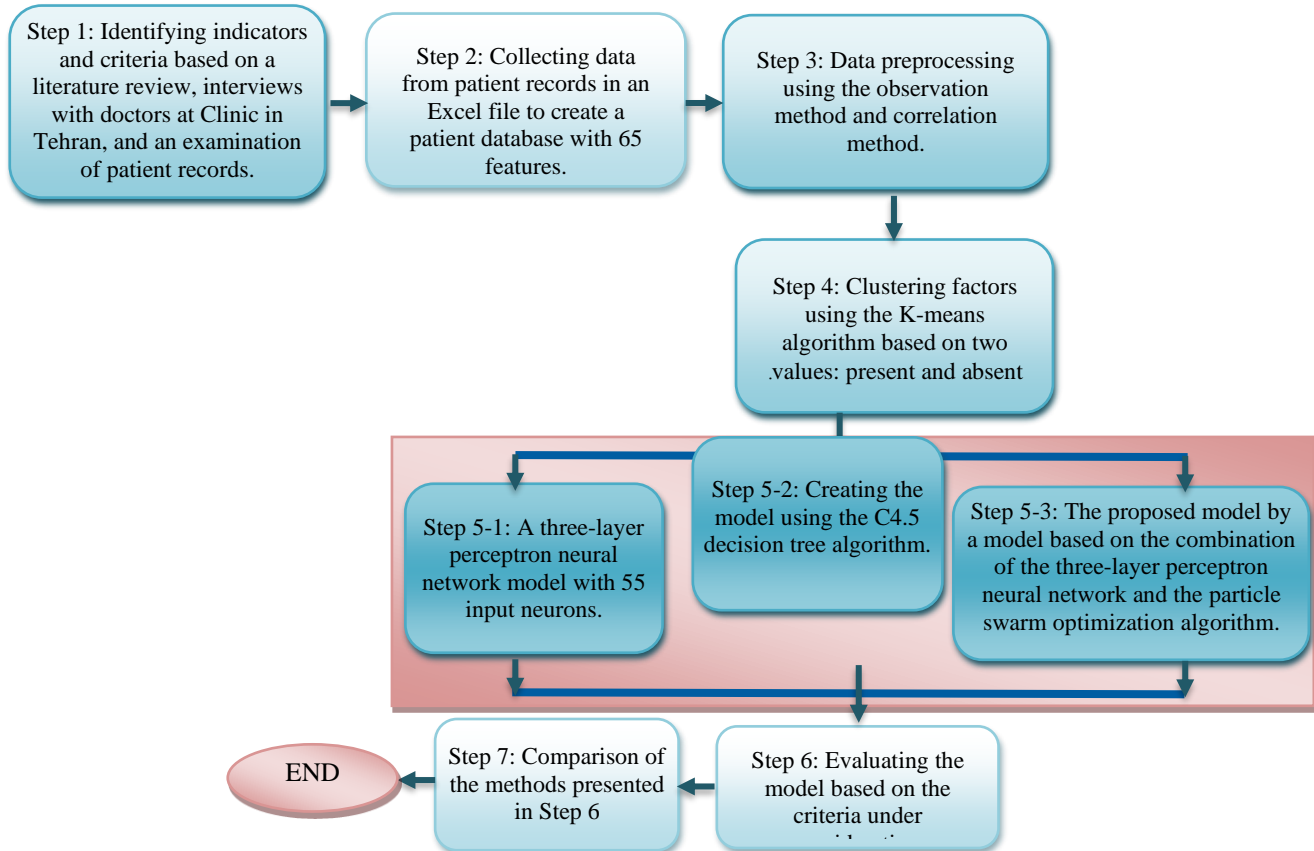 Step 1: Identifying indicators
and criteria based on a
literature review, interviews
with doctors at Clinic in
Tehran, and an examination
of patient records.
Step 2: Collecting data
from patient records in an
Excel file to create a
patient database with 65
features.
Step 3: Data preprocessing
using the observation
method and correlation
method.
Step 4: Clustering factors
using the K-means
algorithm based on two
.values: present and absent
Step 5-1: A three-layer
perceptron neural
network model with 55
input neurons.
Step 5-2: Creating the
model using the C4.5
decision tree algorithm.
Step 5-3: The proposed model by
a model based on the combination
of the three-layer perceptron
neural network and the particle
swarm optimization algorithm.
Step 6: Evaluating the
model based on the
criteria under
Step 7: Comparison of
the methods presented
in Step 6
END